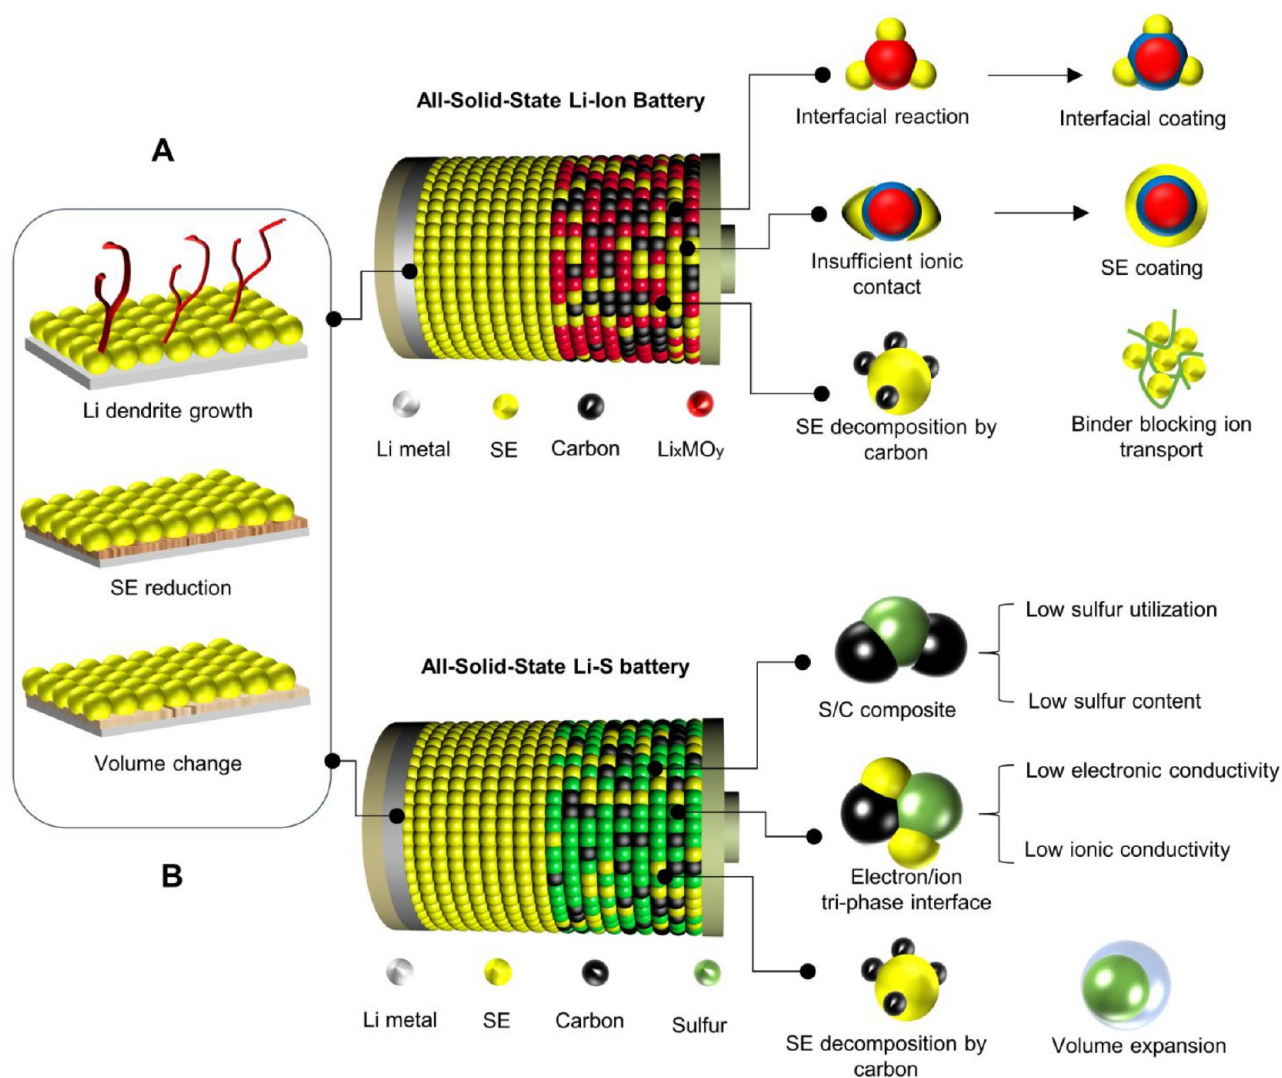 A
Li dendrite growth
SE reduction
Volume change
B
All-Solid-State Li-Ion Battery
Li metal
SE
Carbon
LixMOy
Interfacial reaction
Interfacial coating
Insufficient ionic
contact
SE coating
SE decomposition by
carbon
Binder blocking ion
transport
All-Solid-State Li-S battery
Li metal
SE
Carbon
Sulfur
S/C composite
Low sulfur utilization
Low sulfur content
Electron/ion
tri-phase interface
Low electronic conductivity
Low ionic conductivity
SE decomposition by
carbon
Volume expansion